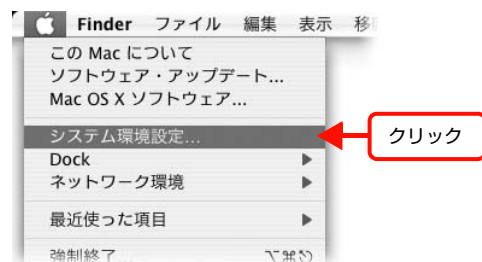 Finder ファイル 編集 表示 移
この Mac について
ソフトウェア・アップデート...
Mac OS X ソフトウェア...
システム環境設定...
クリック
Dock
ネットワーク環境
最近使った項目
強制終了...